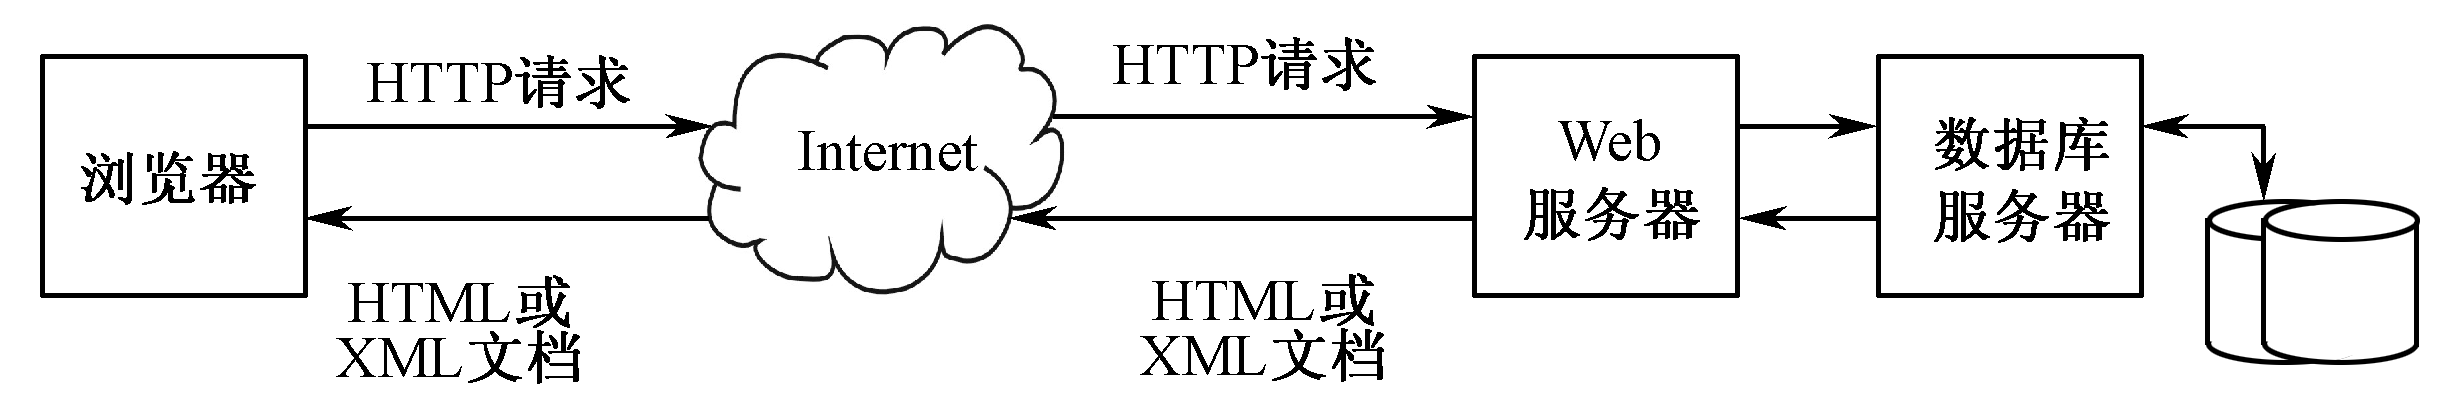 HTTP请求
HTTP请求
浏览器
Internet
Web
服务器
数据库
服务器
HTML或
XML文档
HTML或
XML文档